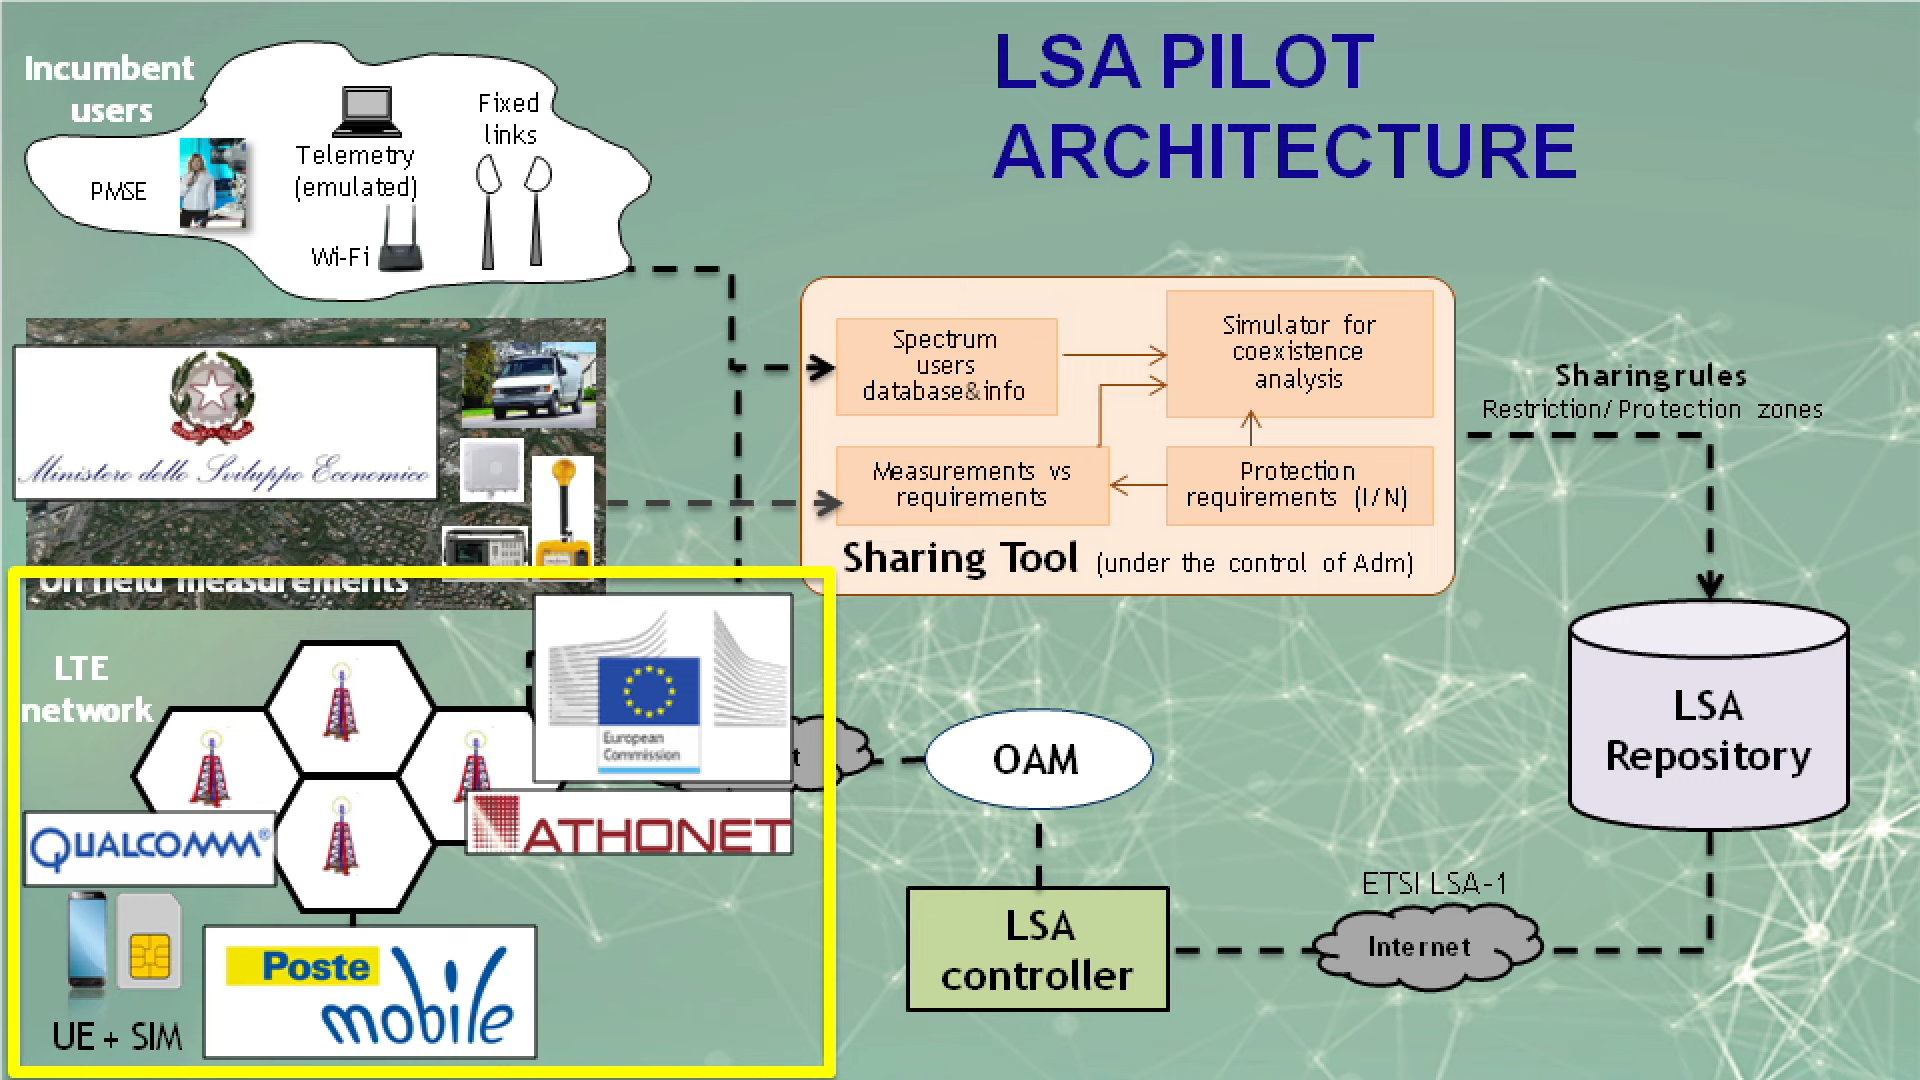 LSA PILOT
ARCHITECTURE
Incumbent
users
PMSE
Telemetry
(emulated)
Wi-Fi
Fixed
links
Ministero dello Sviluppo Economico
On field measurements
Spectrum
users
database&info
Simulator for
coexistence
analysis
Measurements vs
requirements
Protection
requirements (I/N)
Sharing Tool (under the control of Adm)
Sharing rules
Restriction/Protection zones
LSA
Repository
LTE
network
European
Commission
t
QUALCOMM®
ATHONET
OAM
UE + SIM
Poste
mobile
LSA
controller
ETSI LSA-1
Internet